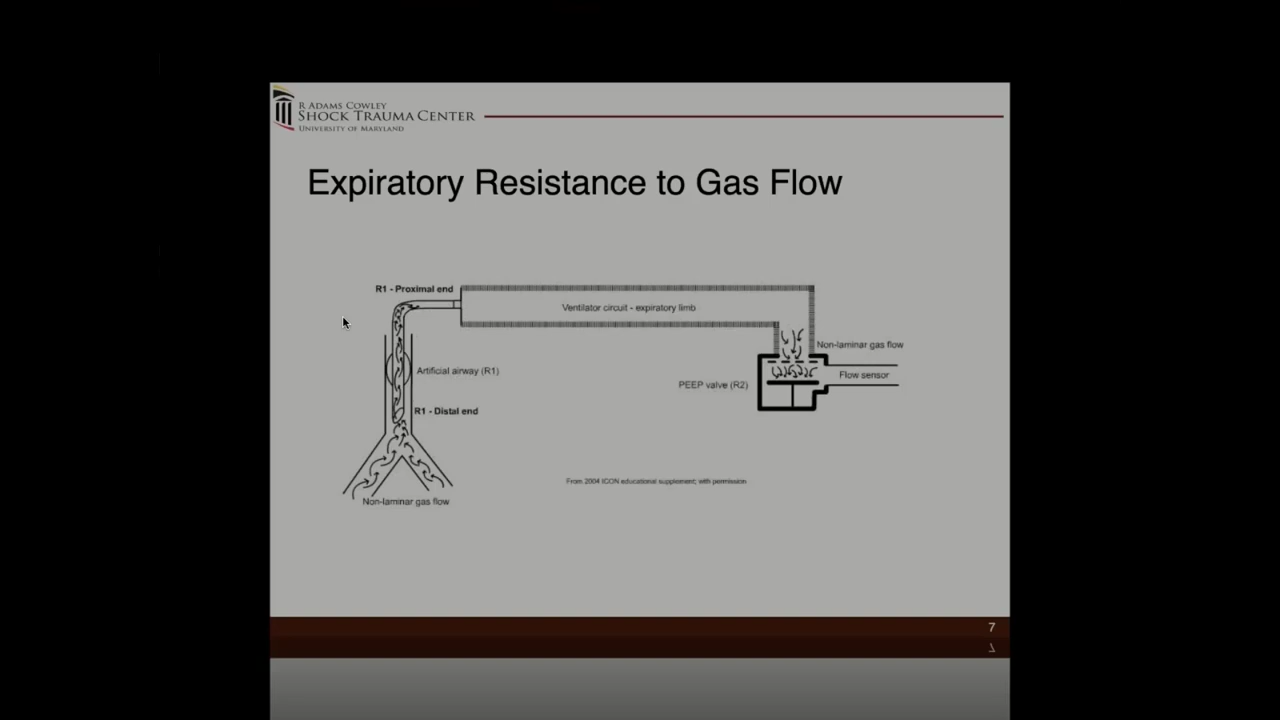 R ADAMS COWLEY
SHOCK TRAUMA CENTER
UNIVERSITY OF MARYLAND
Expiratory Resistance to Gas Flow
R1 - Proximal end
Ventilator circuit - expiratory limb
Non-laminar gas flow
Artificial airway (R1)
Flow sensor
PEEP valve (R2)
R1 - Distal end
From 2004 ICON educational supplement; with permission
Non-laminar gas flow
7